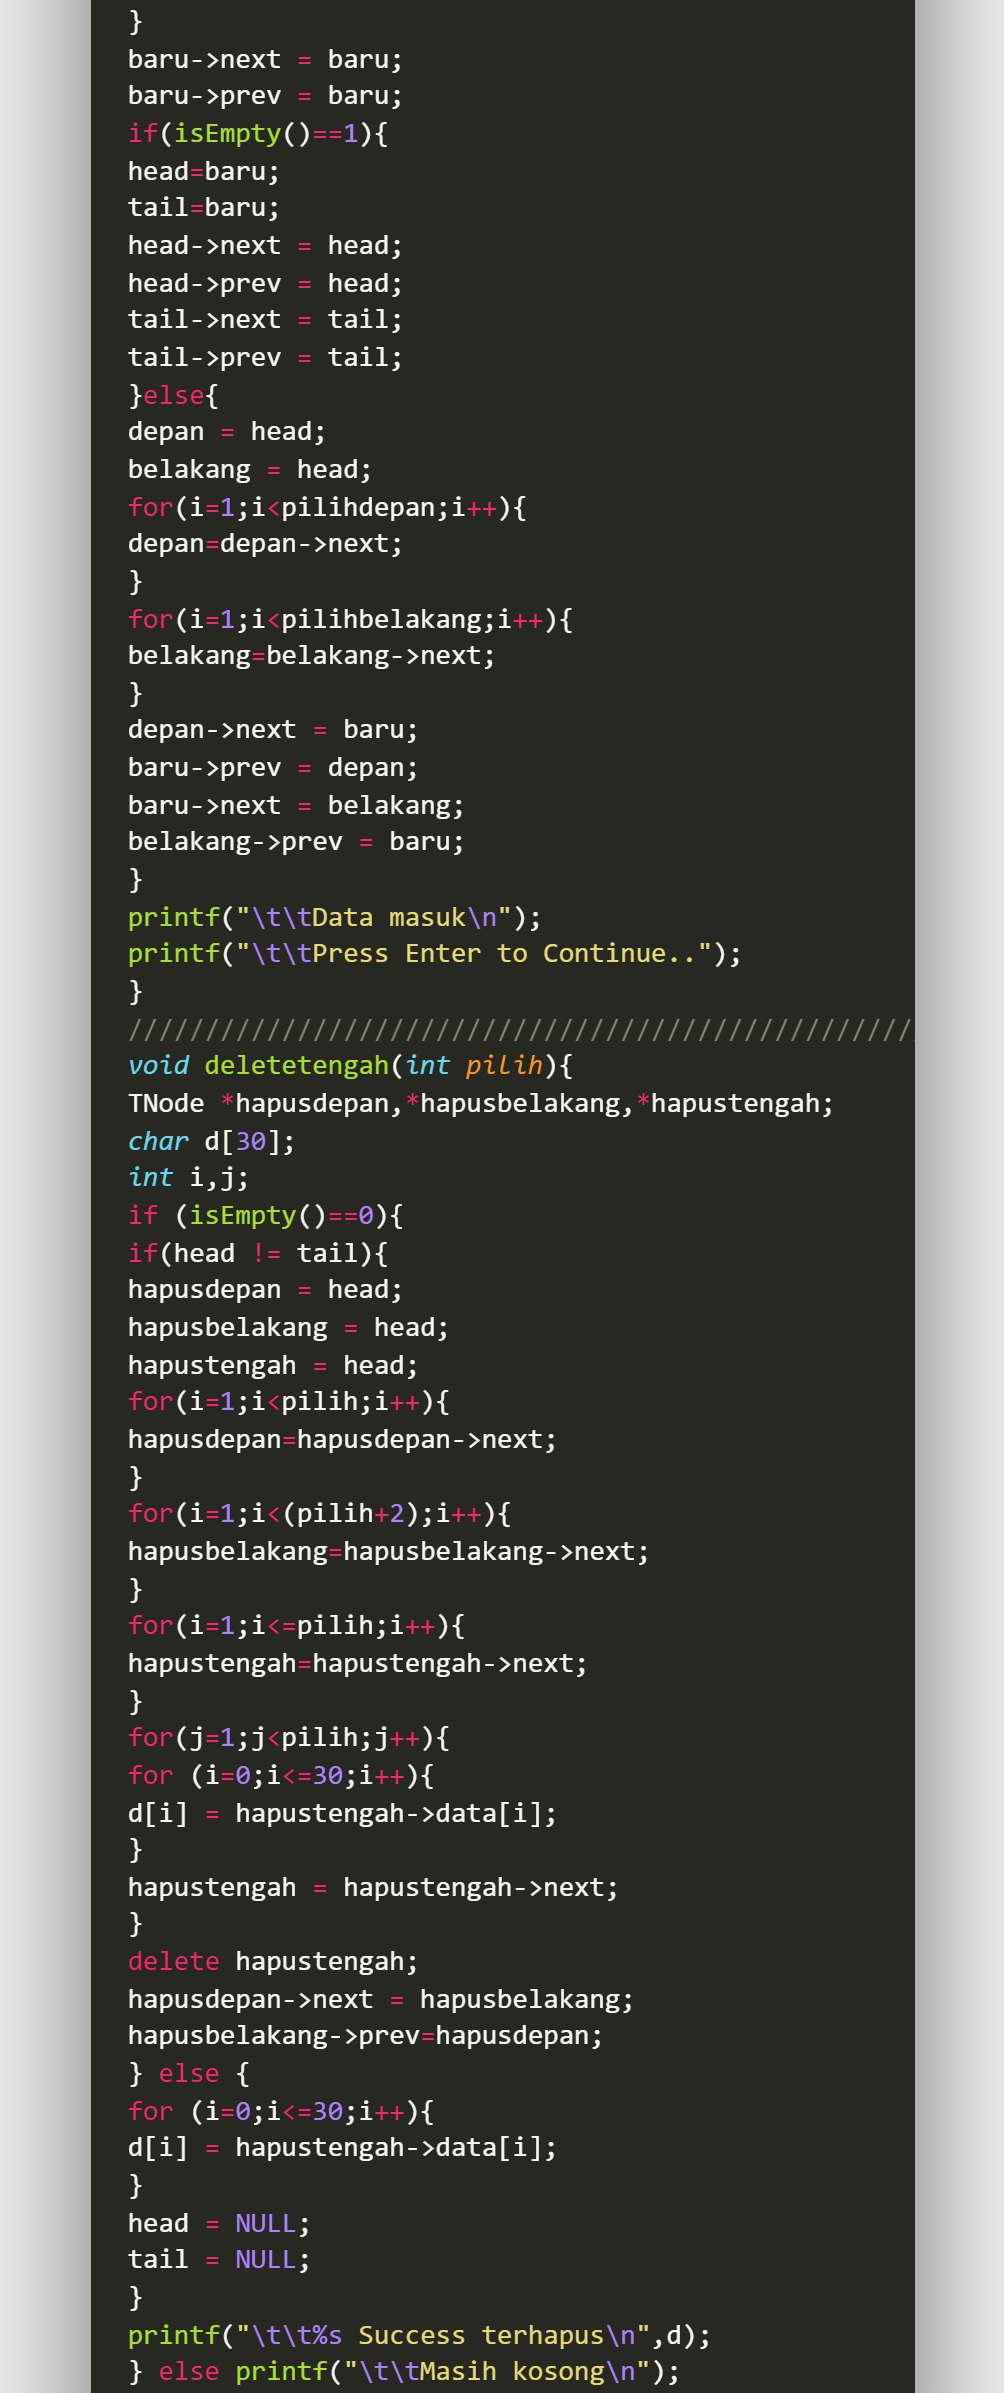 }
baru->next = baru;
baru->prev = baru;
if(isEmpty()==1){
head=baru;
tail=baru;
head->next = head;
head->prev = head;
tail->next = tail;
tail->prev = tail;
}else{
depan = head;
belakang = head;
for(i=1;i<pilihdepan;i++){
depan=depan->next;
}
for(i=1;i<pilihbelakang;i++){
belakang=belakang->next;
}
depan->next = baru;
baru->prev = depan;
baru->next = belakang;
belakang->prev = baru;
}
printf("\t\tData masuk\n");
printf("\t\tPress Enter to Continue..");
}
///////////////////////////////////////////////////
void deletetengah(int pilih){
TNode *hapusdepan,*hapusbelakang,*hapustengah;
char d[30];
int i,j;
if (isEmpty()==0){
if(head != tail){
hapusdepan = head;
hapusbelakang = head;
hapustengah = head;
for(i=1;i<pilih;i++){
hapusdepan=hapusdepan->next;
}
for(i=1;i<(pilih+2);i++){
hapusbelakang=hapusbelakang->next;
}
for(i=1;i<=pilih;i++){
hapustengah=hapustengah->next;
}
for(j=1;j<pilih;j++){
for (i=0;i<=30;i++){
d[i] = hapustengah->data[i];
}
hapustengah = hapustengah->next;
}
delete hapustengah;
hapusdepan->next = hapusbelakang;
hapusbelakang->prev=hapusdepan;
} else {
for (i=0;i<=30;i++){
d[i] = hapustengah->data[i];
}
head = NULL;
tail = NULL;
}
printf("\t\t%s Success terhapus\n",d);
} else printf("\t\tMasih kosong\n");